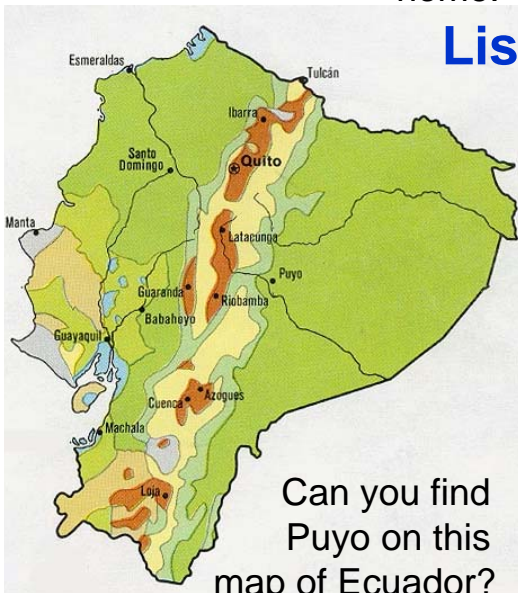 home.
Lis
Esmeraldas
Tulcán
Ibarra
Santo
Domingo
Quito
Manta
Latacunga
Puyo
Guaranda
Riobamba
Babahoyo
Guayaquil
Azogues
Cuenca
Machala
Loja
Can you find
Puyo on this
map of Ecuador?